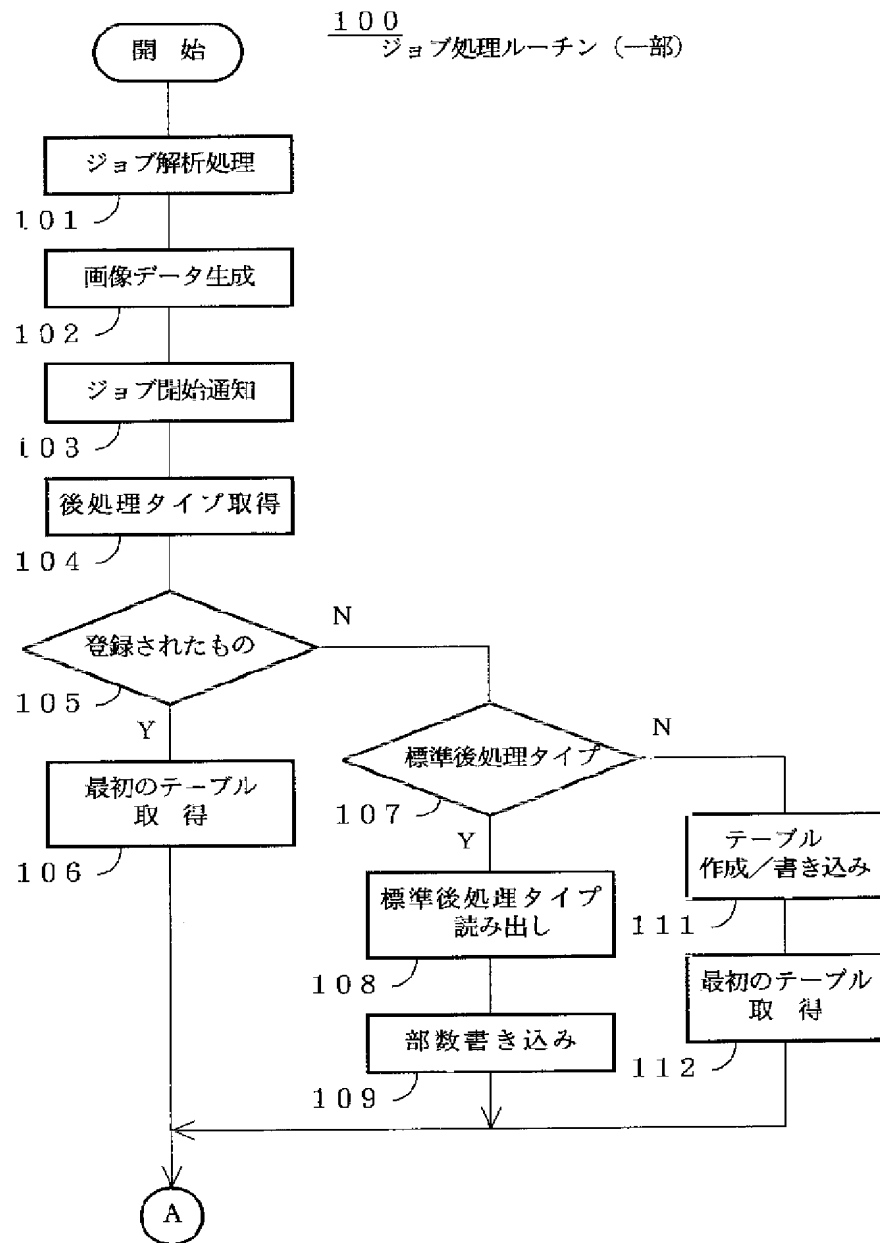 100
ジョブ処理ルーチン（一部）
開 始
ジョブ解析処理
101
画像データ生成
102
ジョブ開始通知
103
後処理タイプ取得
104
登録されたもの
105
N
Y
最初のテーブル
取 得
106
標準後処理タイプ
107
N
Y
標準後処理タイプ
読み出し
108
部数書き込み
109
テーブル
作成／書き込み
111
最初のテーブル
取 得
112
A